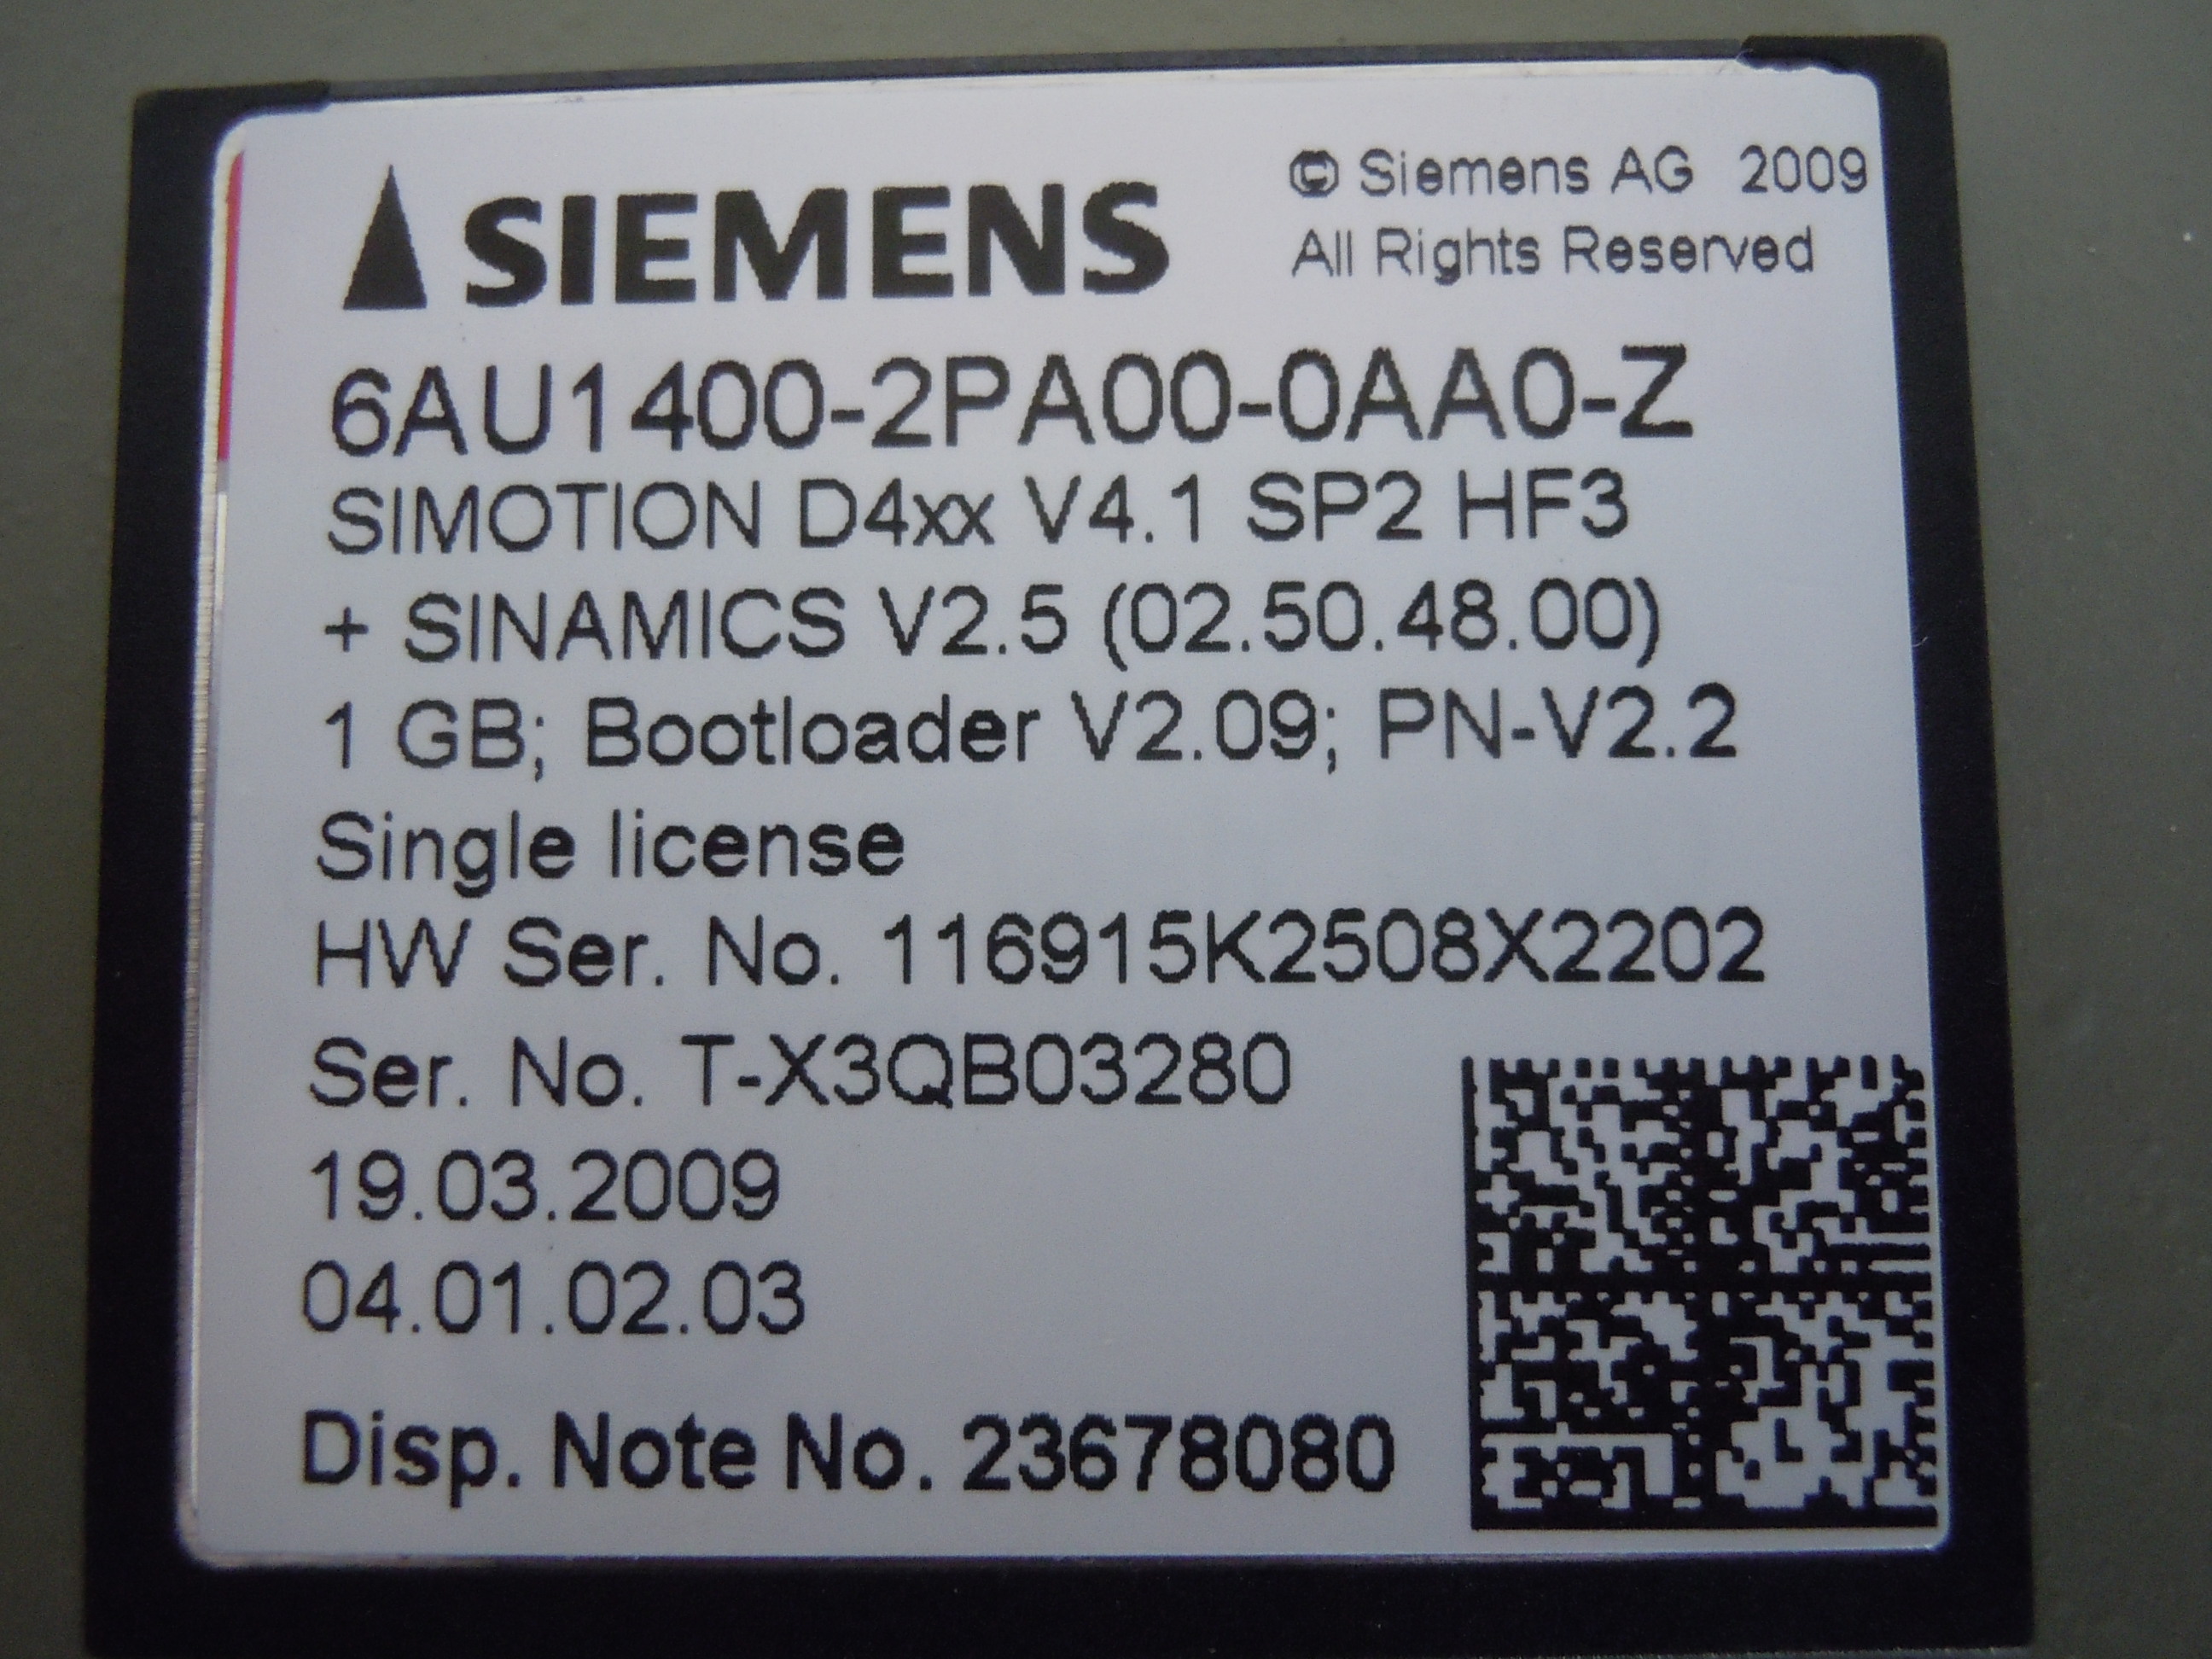 SIEMENS
© Siemens AG 2009
All Rights Reserved
6AU1400-2PA00-0AA0-Z
SIMOTION D4xx V4.1 SP2 HF3
+ SINAMICS V2.5 (02.50.48.00)
1 GB; Bootloader V2.09; PN-V2.2
Single license
HW Ser. No. 116915K2508X2202
Ser. No. T-X3QB03280
19.03.2009
04.01.02.03
Disp. Note No. 23678080